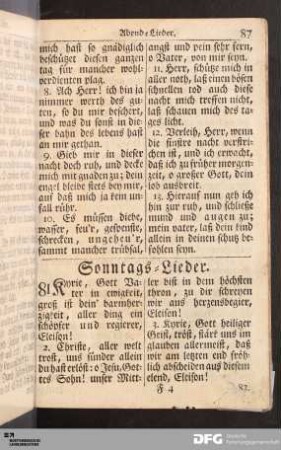 Abend-Lieder. 87
mich hast so gnädiglich
beschützet diesen gantzen
tag für mancher wohl-
verdienten plag.
8. Ach Herr! ich bin ja
nimmer werth des gu-
ten, so du mir beschert,
und was du sonst in die-
ser bahn des lebens hast
an mir gethan.
9. Gieb mir in dieser
nacht doch ruh, und deck
mich mit gnaden zu; dein
engel bleibe stets bey mir,
auf daß mich ja kein un-
fall rühr.
10. Es müssen diebe,
wasser, feu'r, gespenste,
schrecken, ungeheu'r,
sammt mancher trübsal,
angst und pein sehr fern,
o Vater, von mir seyn.
11. Herr, schütze mich in
aller noth, laß einen bösen
schnellen tod auch diese
nacht mich treffen nicht,
laß schauen mich des ta-
ges licht.
12. Verleih, Herr, wenn
die finstre nacht verstri-
chen ist, und ich erwacht,
daß ich zu früher morgen-
zeit, o grosser Gott, dein
lob ausbreit.
13. Hierauf nun geb ich
hin zur ruh, und schließe
mund und augen zu;
mein vater, laß dein kind
allein in deinen schutz be-
fohlen seyn.
Sonntags-Lieder.
81 Kyrie, Gott Va-
ter in ewigkeit,
groß ist dein' barmher-
zigkeit, aller ding ein
schöpfer und regierer,
Eleison!
2. Christe, aller welt
trost, uns sünder allein
du hast erlöst: o Jesu, Got-
tes Sohn! unser Mitt-
ler bist in dem höchsten
thron, zu dir schreyen
wir aus herzensbegier,
Eleison!
3. Kyrie, Gott heiliger
Geist, tröst, stärk uns im
glauben allermeist, daß
wir am letzten end fröh-
lich abscheiden aus diesem
elend, Eleison!
F 4 82.
DFG